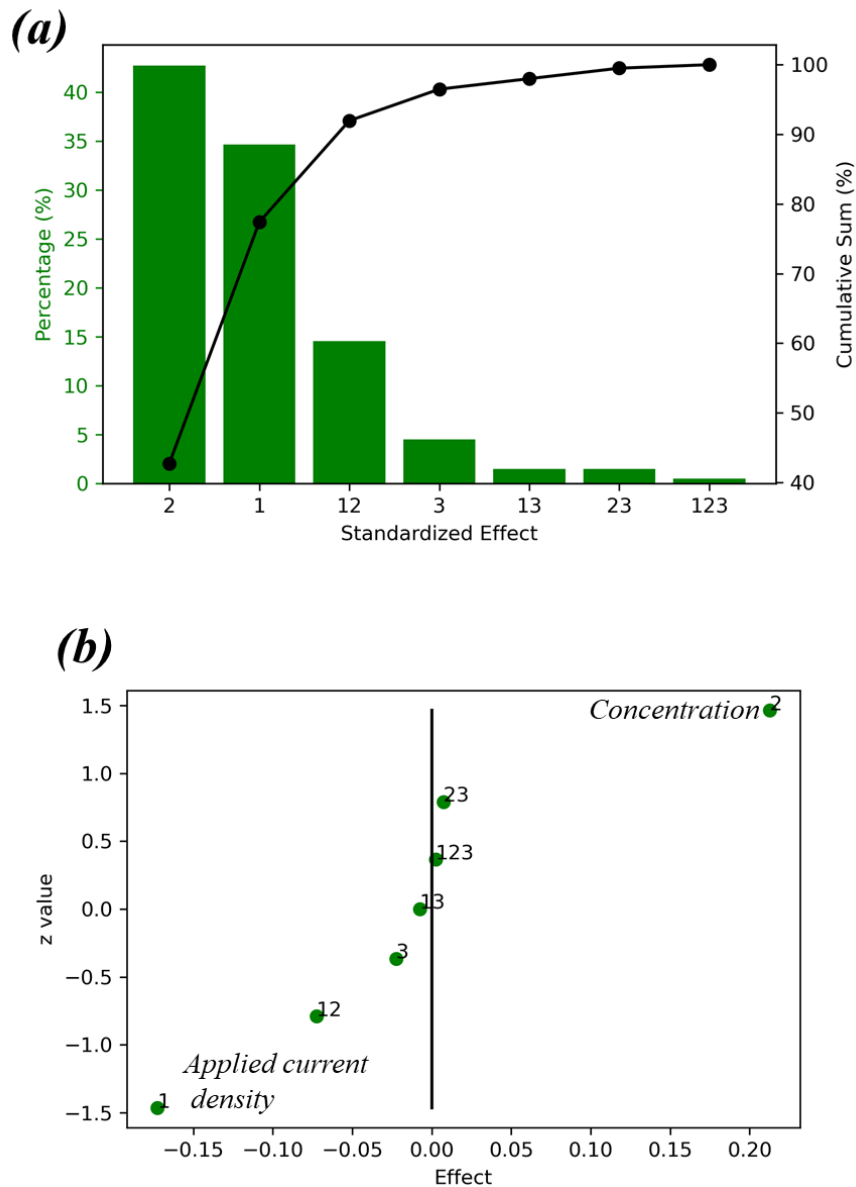 (a)
40
35
30
25
20
15
10
5
0
Percentage (%)
100
90
80
70
60
50
40
Cumulative Sum (%)
2 1 12 3 13 23 123
Standardized Effect
(b)
1.5
1.0
0.5
0.0
−0.5
−1.0
−1.5
z value
Concentration 2
23
123
13
3
12
Applied current
density
1
−0.15 −0.10 −0.05 0.00 0.05 0.10 0.15 0.20
Effect